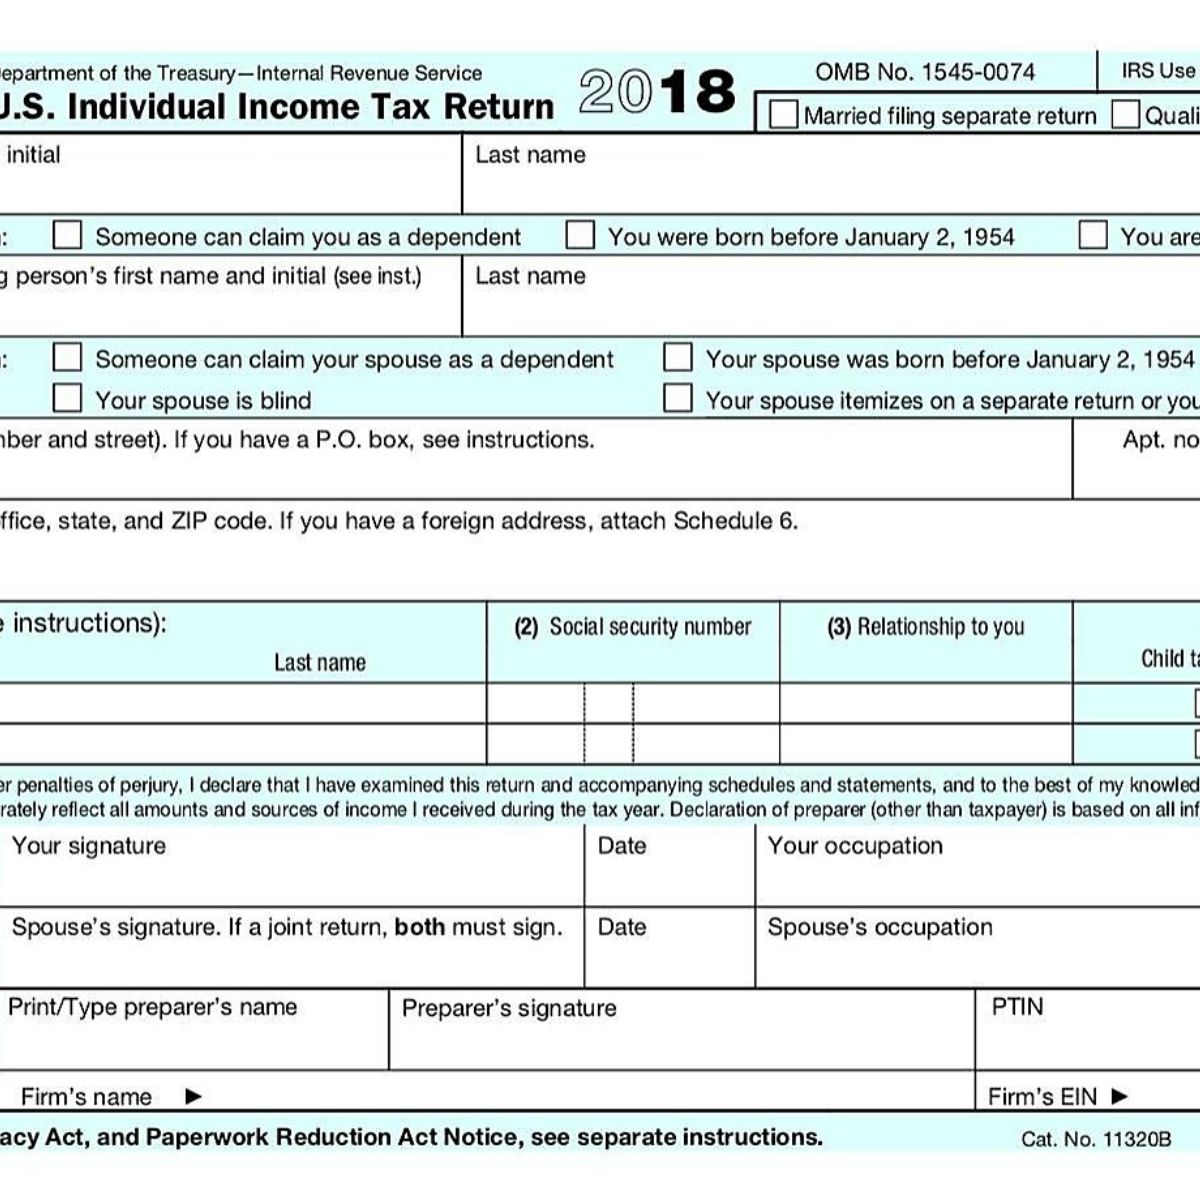 epartment of the Treasury—Internal Revenue Service
U.S. Individual Income Tax Return
2018
OMB No. 1545-0074
IRS Use
Married filing separate return
Quali
initial
Last name
:
Someone can claim you as a dependent
You were born before January 2, 1954
You are
g person's first name and initial (see inst.)
Last name
:
Someone can claim your spouse as a dependent
Your spouse was born before January 2, 1954
Your spouse is blind
Your spouse itemizes on a separate return or you
nber and street). If you have a P.O. box, see instructions.
Apt. no
ffice, state, and ZIP code. If you have a foreign address, attach Schedule 6.
e instructions):
(2) Social security number
(3) Relationship to you
Last name
Child ta
er penalties of perjury, I declare that I have examined this return and accompanying schedules and statements, and to the best of my knowled
rately reflect all amounts and sources of income I received during the tax year. Declaration of preparer (other than taxpayer) is based on all inf
Your signature
Date
Your occupation
Spouse's signature. If a joint return, both must sign.
Date
Spouse's occupation
Print/Type preparer's name
Preparer's signature
PTIN
Firm's name ▶
Firm's EIN ▶
acy Act, and Paperwork Reduction Act Notice, see separate instructions.
Cat. No. 11320B